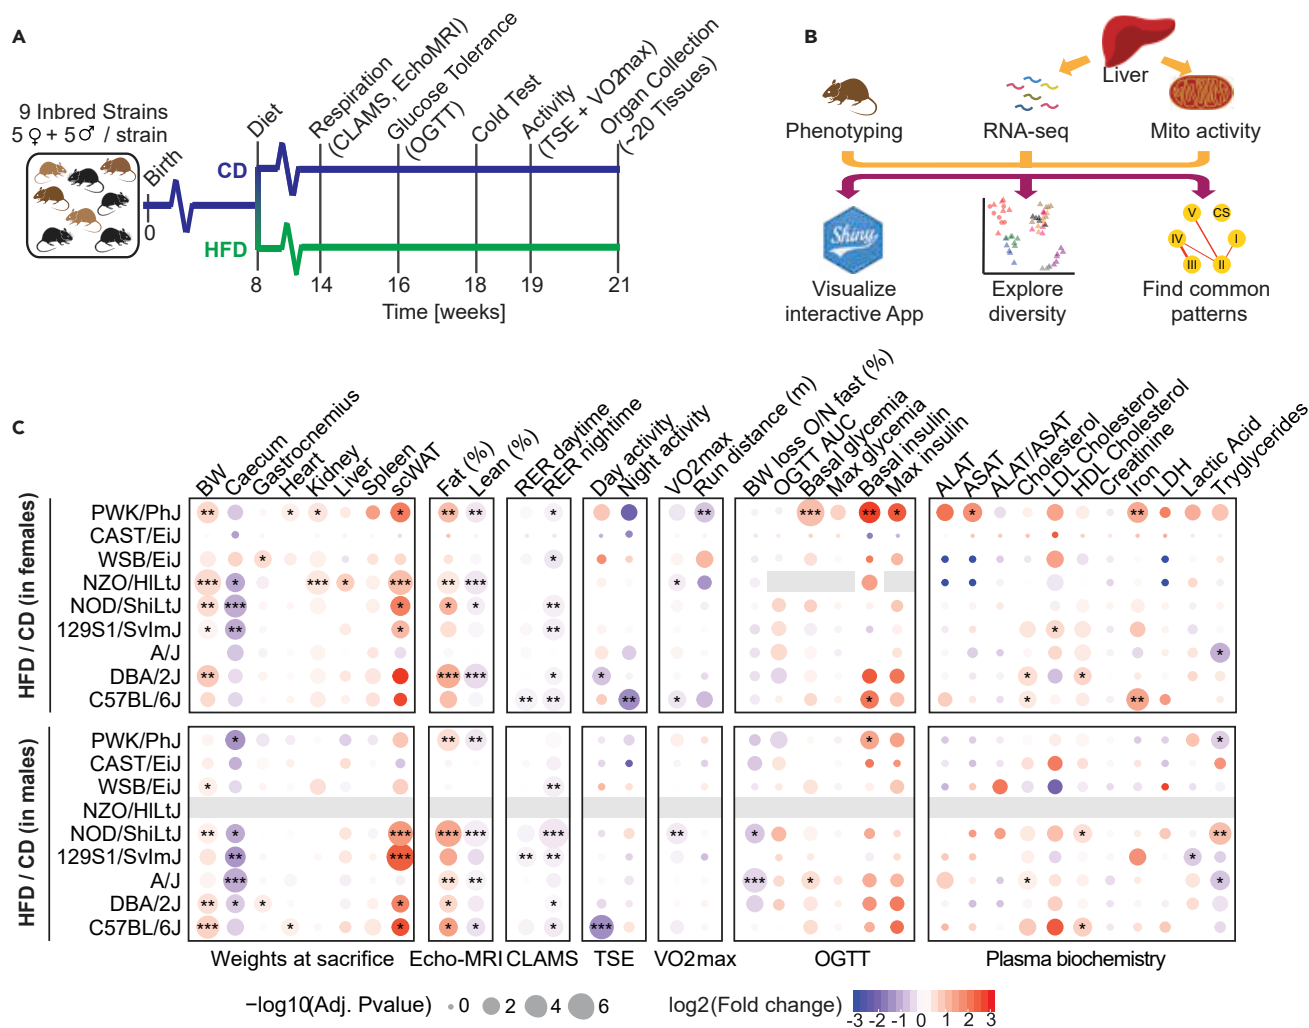 A
9 Inbred Strains
5 ♀ + 5 ♂ / strain
Birth
0
Diet
Respiration
(CLAMS, EchoMRI)
Glucose Tolerance
(OGTT)
Cold Test
Activity
(TSE + VO2max)
Organ Collection
(~20 Tissues)
CD
HFD
8
14
16
18
19
21
Time [weeks]
B
Liver
Phenotyping
RNA-seq
Mito activity
Shiny
V
CS
IV
I
III
II
Visualize
interactive App
Explore
diversity
Find common
patterns
C
BW
Caecum
Gastrocnemius
Heart
Kidney
Liver
Spleen
scWAT
Fat (%)
Lean (%)
RER daytime
RER nightime
Day activity
Night activity
VO2max
Run distance (m)
BW loss O/N fast (%)
OGTT AUC
Basal glycemia
Max glycemia
Basal insulin
Max insulin
ALAT
ASAT
ALAT/ASAT
Cholesterol
LDL Cholesterol
HDL Cholesterol
Creatinine
Iron
LDH
Lactic Acid
Tryglycerides
HFD / CD (in females)
PWK/PhJ
CAST/EiJ
WSB/EiJ
NZO/HlLtJ
NOD/ShiLtJ
129S1/SvImJ
A/J
DBA/2J
C57BL/6J
HFD / CD (in males)
PWK/PhJ
CAST/EiJ
WSB/EiJ
NZO/HlLtJ
NOD/ShiLtJ
129S1/SvImJ
A/J
DBA/2J
C57BL/6J
Weights at sacrifice
Echo-MRI
CLAMS
TSE
VO2max
OGTT
Plasma biochemistry
−log10(Adj. Pvalue)
0
2
4
6
log2(Fold change)
-3 -2 -1 0 1 2 3